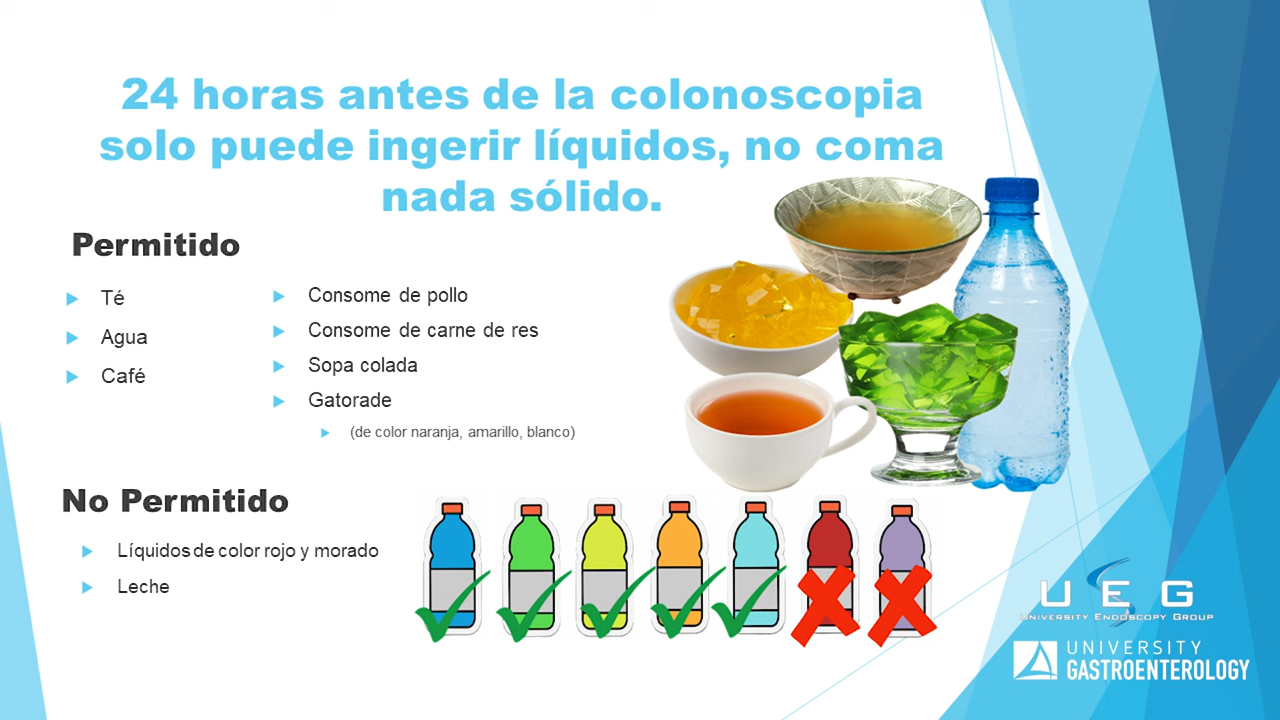 24 horas antes de la colonoscopia
solo puede ingerir líquidos, no coma
nada sólido.
Permitido
Té
Agua
Café
Consome de pollo
Consome de carne de res
Sopa colada
Gatorade
(de color naranja, amarillo, blanco)
No Permitido
Líquidos de color rojo y morado
Leche
UEG
University Endoscopy Group
UNIVERSITY
GASTROENTEROLOGY